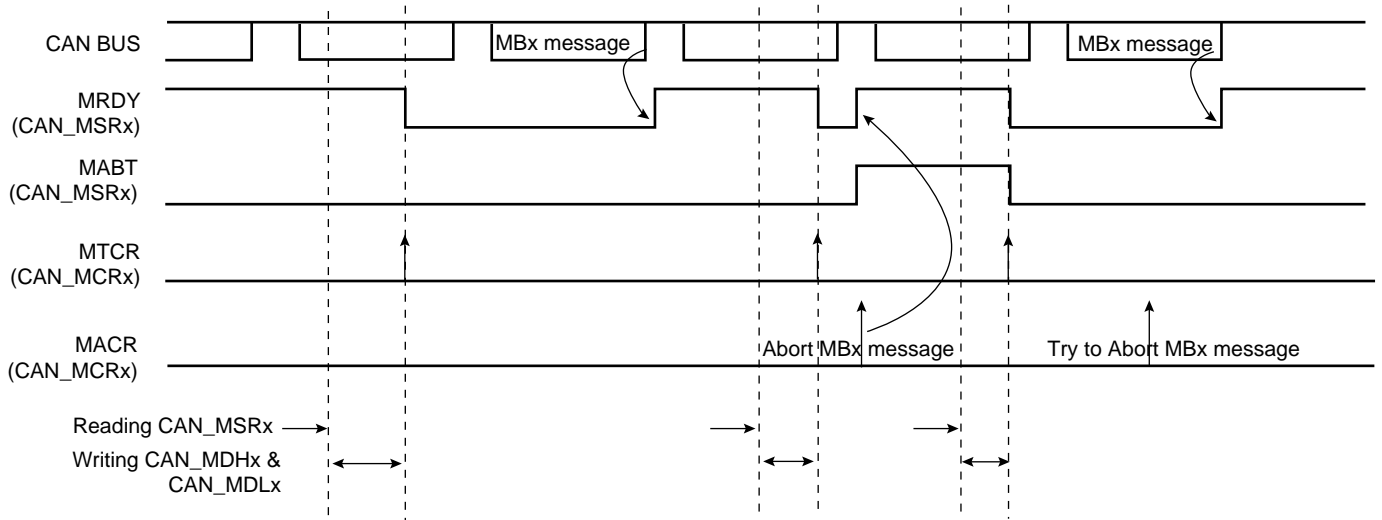 CAN BUS
MBx message
MBx message
MRDY
(CAN_MSRx)
MABT
(CAN_MSRx)
MTCR
(CAN_MCRx)
MACR
(CAN_MCRx)
Abort MBx message
Try to Abort MBx message
Reading CAN_MSRx
Writing CAN_MDHx &
CAN_MDLx